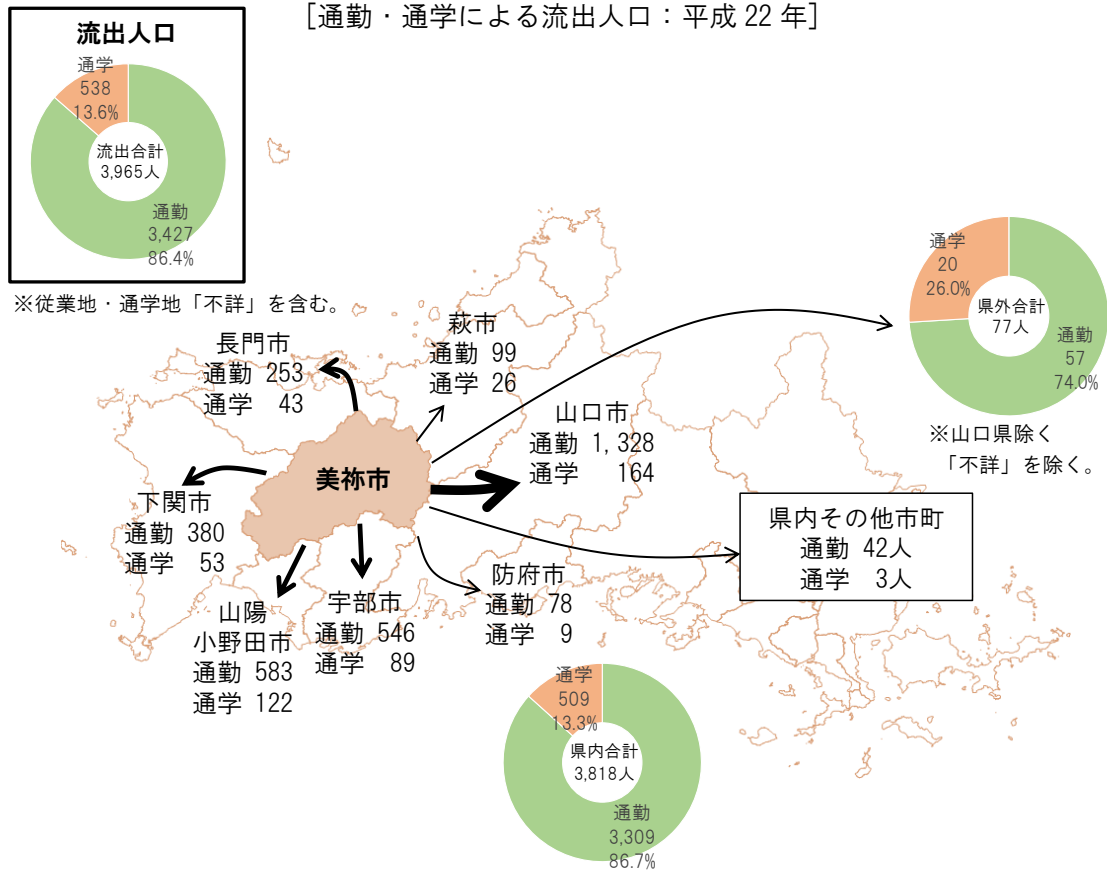 [通勤・通学による流出人口：平成 22 年]
流出人口
通学
538
13.6%
流出合計
3,965人
通勤
3,427
86.4%
※従業地・通学地「不詳」を含む。
長門市
通勤 253
通学 43
萩市
通勤 99
通学 26
山口市
通勤 1,328
通学 164
通学
20
26.0%
県外合計
77人
通勤
57
74.0%
※山口県除く
「不詳」を除く。
美祢市
下関市
通勤 380
通学 53
県内その他市町
通勤 42人
通学 3人
防府市
通勤 78
通学 9
宇部市
通勤 546
通学 89
山陽
小野田市
通勤 583
通学 122
通学
509
13.3%
県内合計
3,818人
通勤
3,309
86.7%